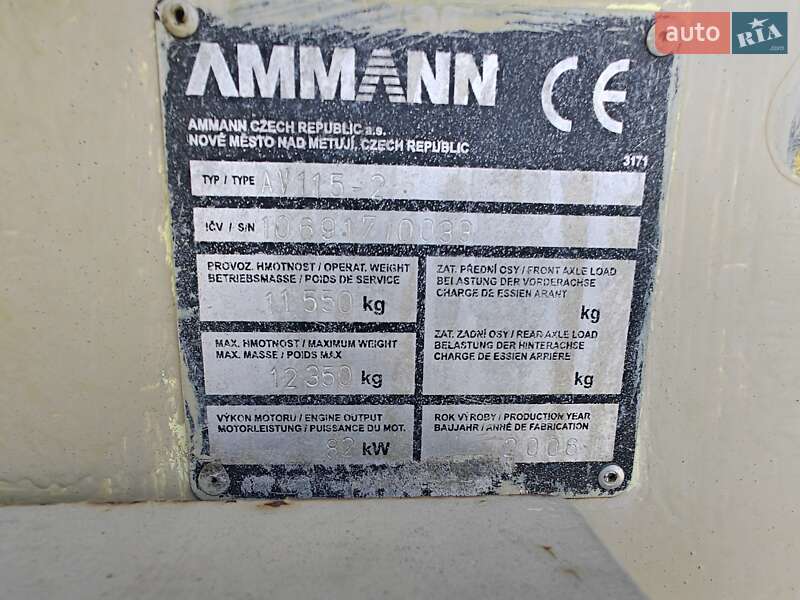 auto RIA
.com
AMMANN
CE
AMMANN CZECH REPUBLIC a.s.
NOVÉ MĚSTO NAD METUJÍ, CZECH REPUBLIC
3171
TYP / TYPE AV115-2
IČV / S/N 106917/0099
PROVOZ. HMOTNOST / OPERAT. WEIGHT
BETRIEBSMASSE / POIDS DE SERVICE
11 550 kg
ZAT. PŘEDNÍ OSY / FRONT AXLE LOAD
BELASTUNG DER VORDERACHSE
CHARGE DE ESSIEN ARANT
kg
MAX. HMOTNOST / MAXIMUM WEIGHT
MAX. MASSE / POIDS MAX
12 350 kg
ZAT. ZADNÍ OSY / REAR AXLE LOAD
BELASTUNG DER HINTERACHSE
CHARGE DE ESSIEN ARRIÈRE
kg
VÝKON MOTORU / ENGINE OUTPUT
MOTORLEISTUNG / PUISSANCE DU MOT.
82 kW
ROK VÝROBY / PRODUCTION YEAR
BAUJAHR / ANHÉ DE FABRICATION
2006